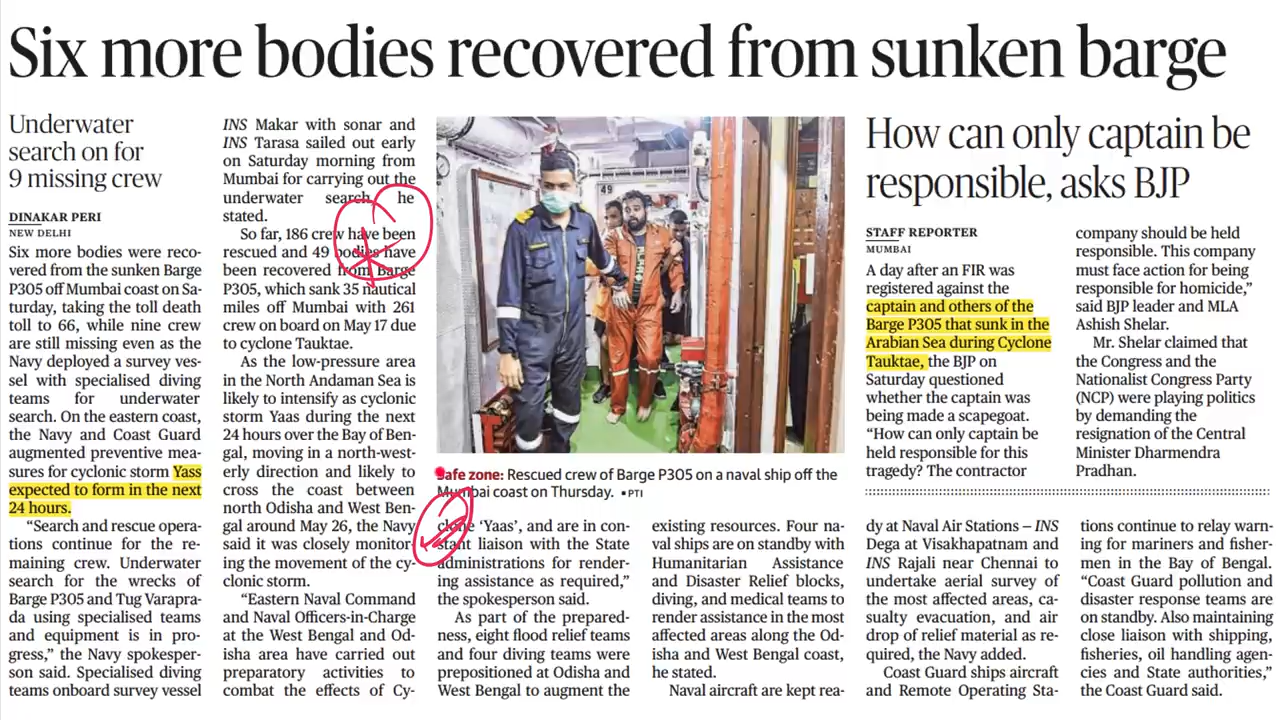 Six more bodies recovered from sunken barge
Underwater
search on for
9 missing crew
DINAKAR PERI
NEW DELHI
Six more bodies were reco-
vered from the sunken Barge
P305 off Mumbai coast on Sa-
turday, taking the toll death
toll to 66, while nine crew
are still missing even as the
Navy deployed a survey ves-
sel with specialised diving
teams for underwater
search. On the eastern coast,
the Navy and Coast Guard
augmented preventive mea-
sures for cyclonic storm Yass
expected to form in the next
24 hours.
“Search and rescue opera-
tions continue for the re-
maining crew. Underwater
search for the wrecks of
Barge P305 and Tug Varapra-
da using specialised teams
and equipment is in pro-
gress,” the Navy spokesper-
son said. Specialised diving
teams onboard survey vessel
INS Makar with sonar and
INS Tarasa sailed out early
on Saturday morning from
Mumbai for carrying out the
underwater search, he
stated.
So far, 186 crew have been
rescued and 49 bodies have
been recovered from Barge
P305, which sank 35 nautical
miles off Mumbai with 261
crew on board on May 17 due
to cyclone Tauktae.
As the low-pressure area
in the North Andaman Sea is
likely to intensify as cyclonic
storm Yaas during the next
24 hours over the Bay of Ben-
gal, moving in a north-west-
erly direction and likely to
cross the coast between
north Odisha and West Ben-
gal around May 26, the Navy
said it was closely monitor-
ing the movement of the cy-
clonic storm.
“Eastern Naval Command
and Naval Officers-in-Charge
at the West Bengal and Od-
isha area have carried out
preparatory activities to
combat the effects of Cy-
49
Safe zone: Rescued crew of Barge P305 on a naval ship off the
Mumbai coast on Thursday. ▪PTI
clone ‘Yaas’, and are in con-
stant liaison with the State
administrations for render-
ing assistance as required,”
the spokesperson said.
As part of the prepared-
ness, eight flood relief teams
and four diving teams were
prepositioned at Odisha and
West Bengal to augment the
existing resources. Four na-
val ships are on standby with
Humanitarian Assistance
and Disaster Relief blocks,
diving, and medical teams to
render assistance in the most
affected areas along the Od-
isha and West Bengal coast,
he stated.
Naval aircraft are kept rea-
dy at Naval Air Stations – INS
Dega at Visakhapatnam and
INS Rajali near Chennai to
undertake aerial survey of
the most affected areas, ca-
sualty evacuation, and air
drop of relief material as re-
quired, the Navy added.
Coast Guard ships aircraft
and Remote Operating Sta-
tions continue to relay warn-
ing for mariners and fisher-
men in the Bay of Bengal.
“Coast Guard pollution and
disaster response teams are
on standby. Also maintaining
close liaison with shipping,
fisheries, oil handling agen-
cies and State authorities,”
the Coast Guard said.
How can only captain be
responsible, asks BJP
STAFF REPORTER
MUMBAI
A day after an FIR was
registered against the
captain and others of the
Barge P305 that sunk in the
Arabian Sea during Cyclone
Tauktae, the BJP on
Saturday questioned
whether the captain was
being made a scapegoat.
“How can only captain be
held responsible for this
tragedy? The contractor
company should be held
responsible. This company
must face action for being
responsible for homicide,”
said BJP leader and MLA
Ashish Shelar.
Mr. Shelar claimed that
the Congress and the
Nationalist Congress Party
(NCP) were playing politics
by demanding the
resignation of the Central
Minister Dharmendra
Pradhan.